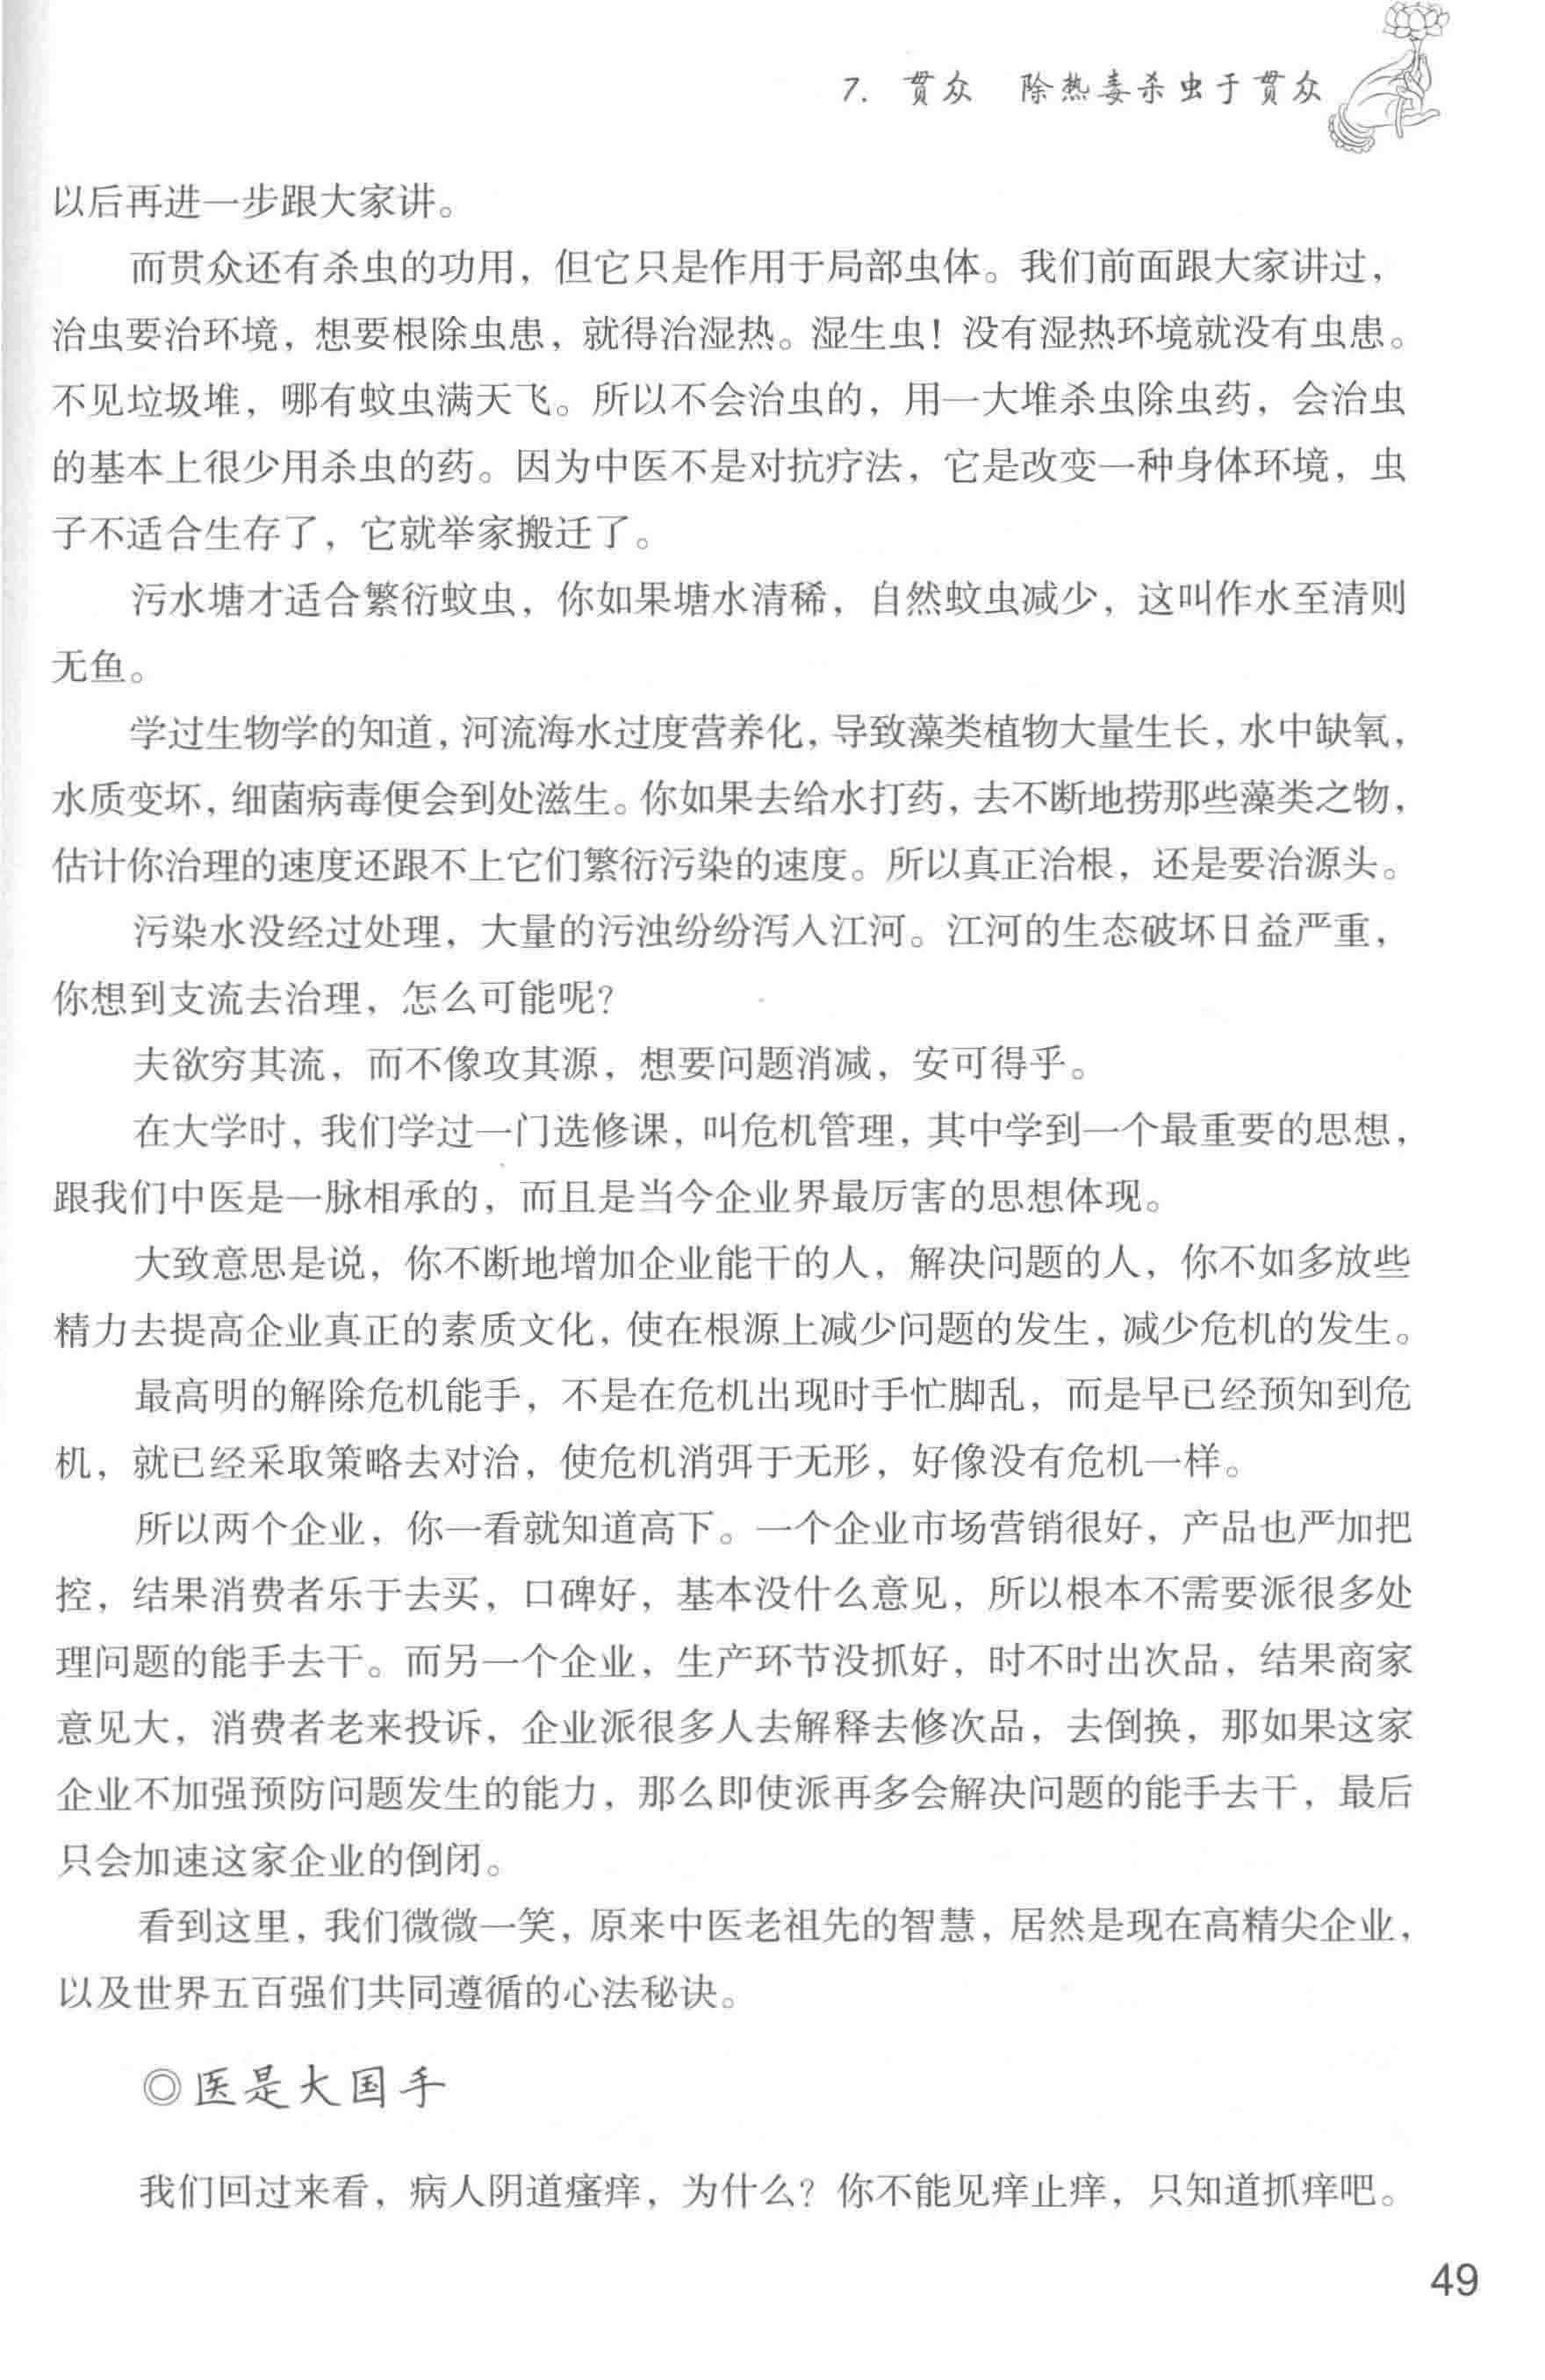 7. 贯众　除热毒杀虫于贯众
以后再进一步跟大家讲。
而贯众还有杀虫的功用，但它只是作用于局部虫体。我们前面跟大家讲过，
治虫要治环境，想要根除虫患，就得治湿热。湿生虫！没有湿热环境就没有虫患。
不见垃圾堆，哪有蚊虫满天飞。所以不会治虫的，用一大堆杀虫除虫药，会治虫
的基本上很少用杀虫的药。因为中医不是对抗疗法，它是改变一种身体环境，虫
子不适合生存了，它就举家搬迁了。
污水塘才适合繁衍蚊虫，你如果塘水清稀，自然蚊虫减少，这叫作水至清则
无鱼。
学过生物学的知道，河流海水过度营养化，导致藻类植物大量生长，水中缺氧，
水质变坏，细菌病毒便会到处滋生。你如果去给水打药，去不断地捞那些藻类之物，
估计你治理的速度还跟不上它们繁衍污染的速度。所以真正治根，还是要治源头。
污染水没经过处理，大量的污浊纷纷泻入江河。江河的生态破坏日益严重，
你想到支流去治理，怎么可能呢？
夫欲穷其流，而不像攻其源，想要问题消减，安可得乎。
在大学时，我们学过一门选修课，叫危机管理，其中学到一个最重要的思想，
跟我们中医是一脉相承的，而且是当今企业界最厉害的思想体现。
大致意思是说，你不断地增加企业能干的人，解决问题的人，你不如多放些
精力去提高企业真正的素质文化，使在根源上减少问题的发生，减少危机的发生。
最高明的解除危机能手，不是在危机出现时手忙脚乱，而是早已经预知到危
机，就已经采取策略去对治，使危机消弭于无形，好像没有危机一样。
所以两个企业，你一看就知道高下。一个企业市场营销很好，产品也严加把
控，结果消费者乐于去买，口碑好，基本没什么意见，所以根本不需要派很多处
理问题的能手去干。而另一个企业，生产环节没抓好，时不时出次品，结果商家
意见大，消费者老来投诉，企业派很多人去解释去修次品，去倒换，那如果这家
企业不加强预防问题发生的能力，那么即使派再多会解决问题的能手去干，最后
只会加速这家企业的倒闭。
看到这里，我们微微一笑，原来中医老祖先的智慧，居然是现在高精尖企业，
以及世界五百强们共同遵循的心法秘诀。
◎医是大国手
我们回过来看，病人阴道瘙痒，为什么？你不能见痒止痒，只知道抓痒吧。
49